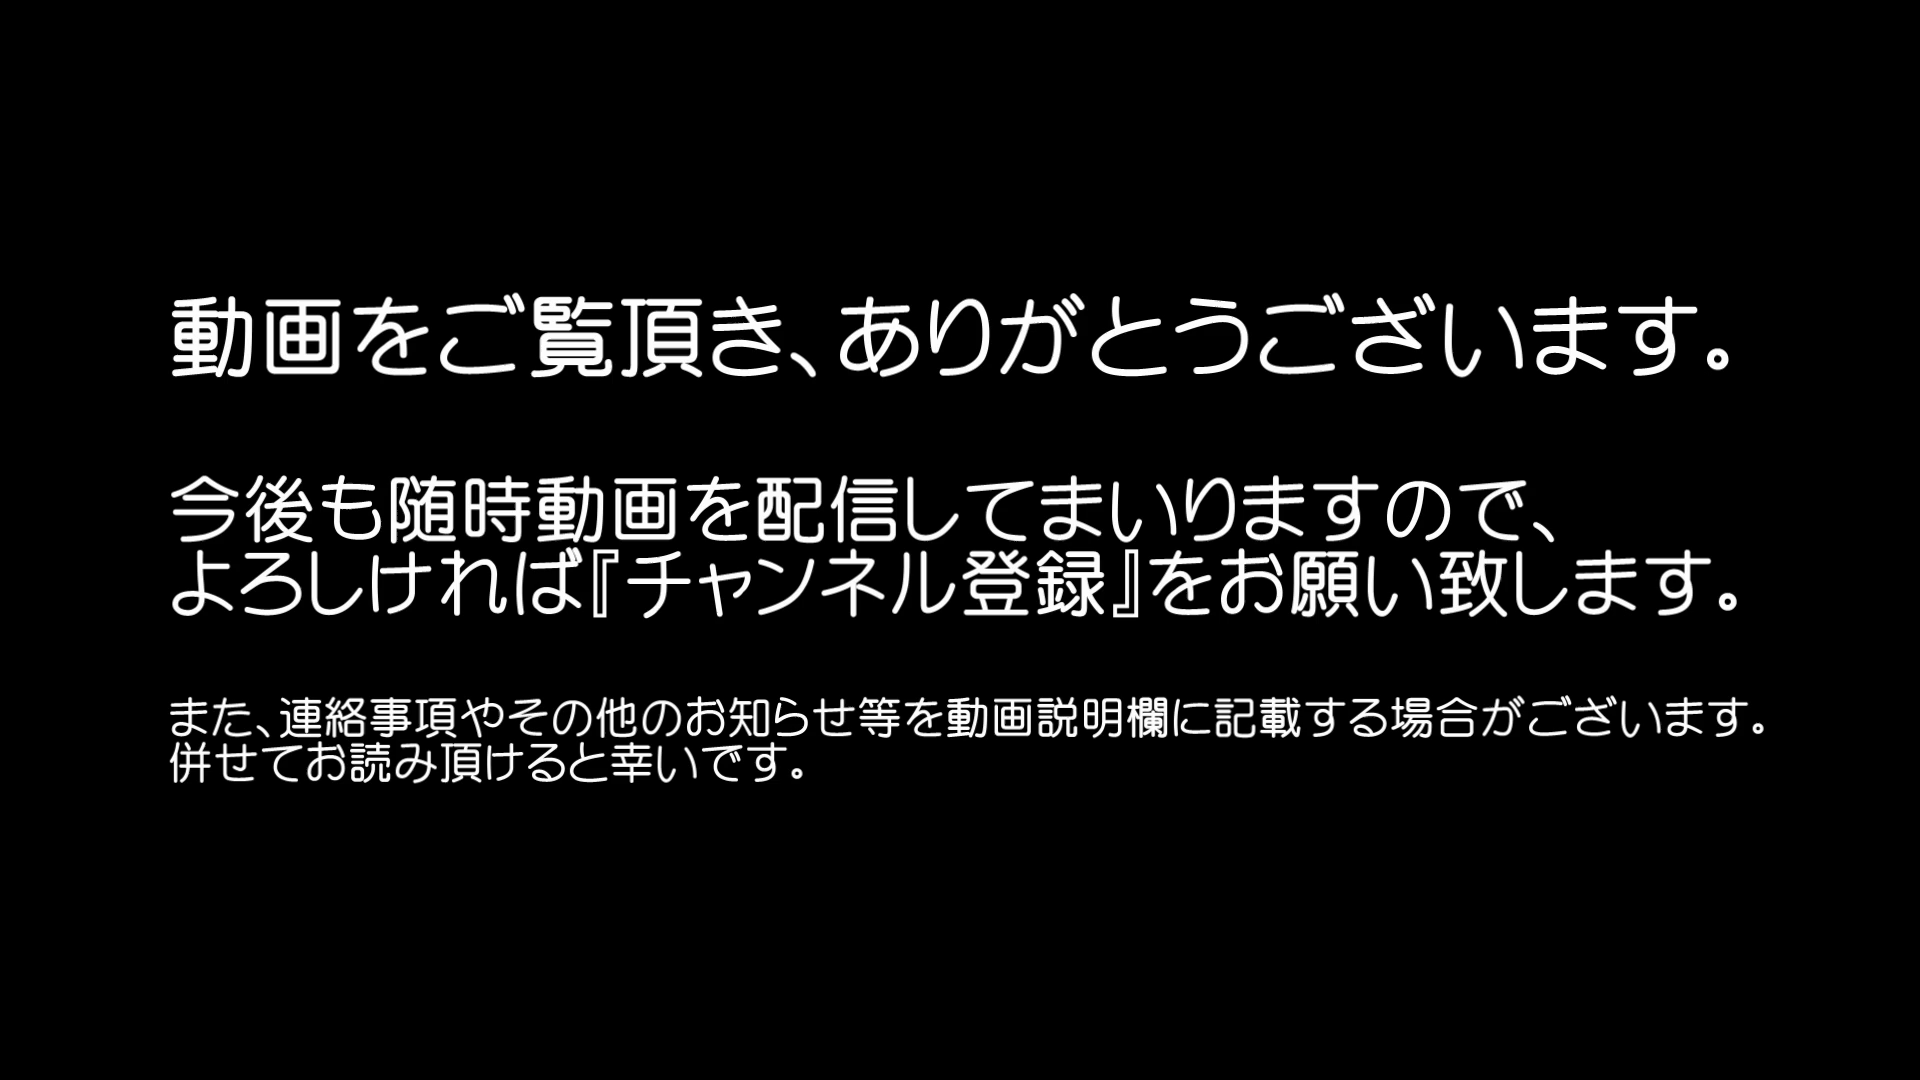 動画をご覧頂き、ありがとうございます。
今後も随時動画を配信してまいりますので、
よろしければ『チャンネル登録』をお願い致します。
また、連絡事項やその他のお知らせ等を動画説明欄に記載する場合がございます。
併せてお読み頂けると幸いです。